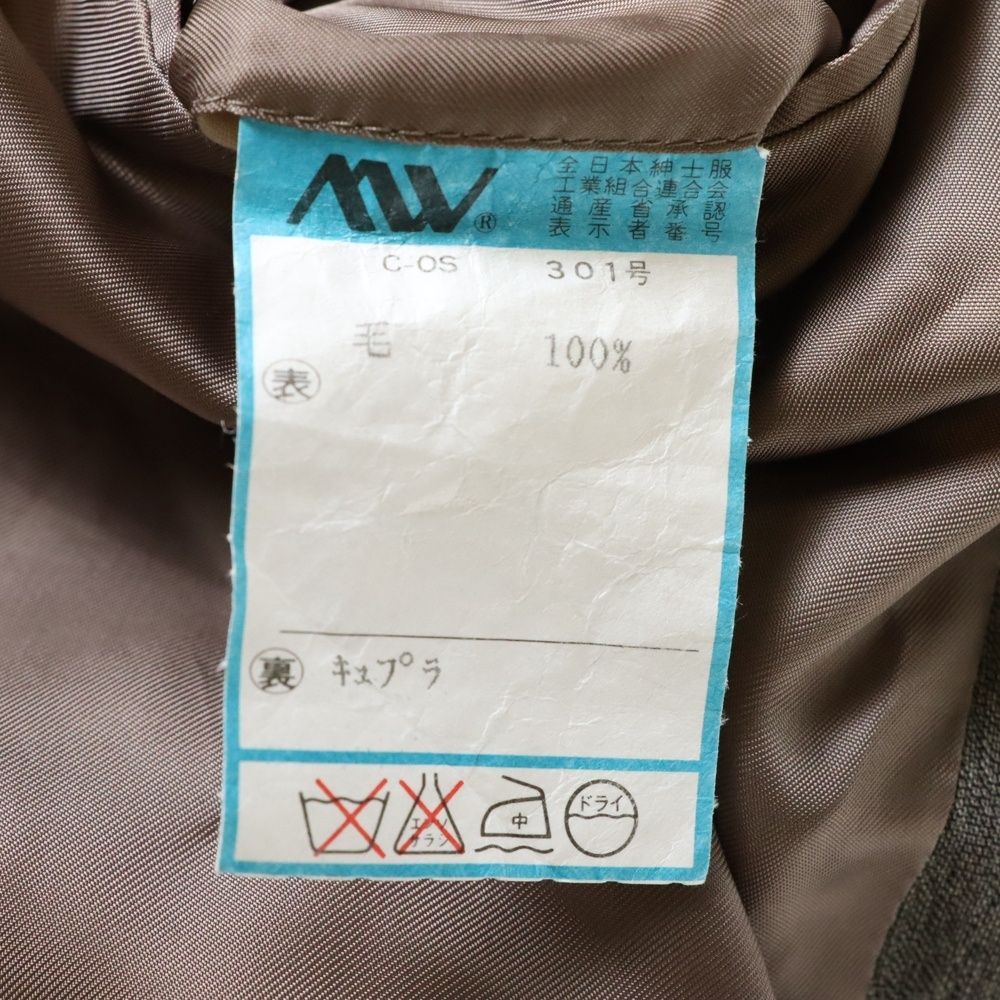 MW®
全日本紳士服
工業組合連合会
通産省承認
表示者番号
C-OS 301号
毛 100%
表
裏 キュプラ
エンソ
サラシ
中
ドライ